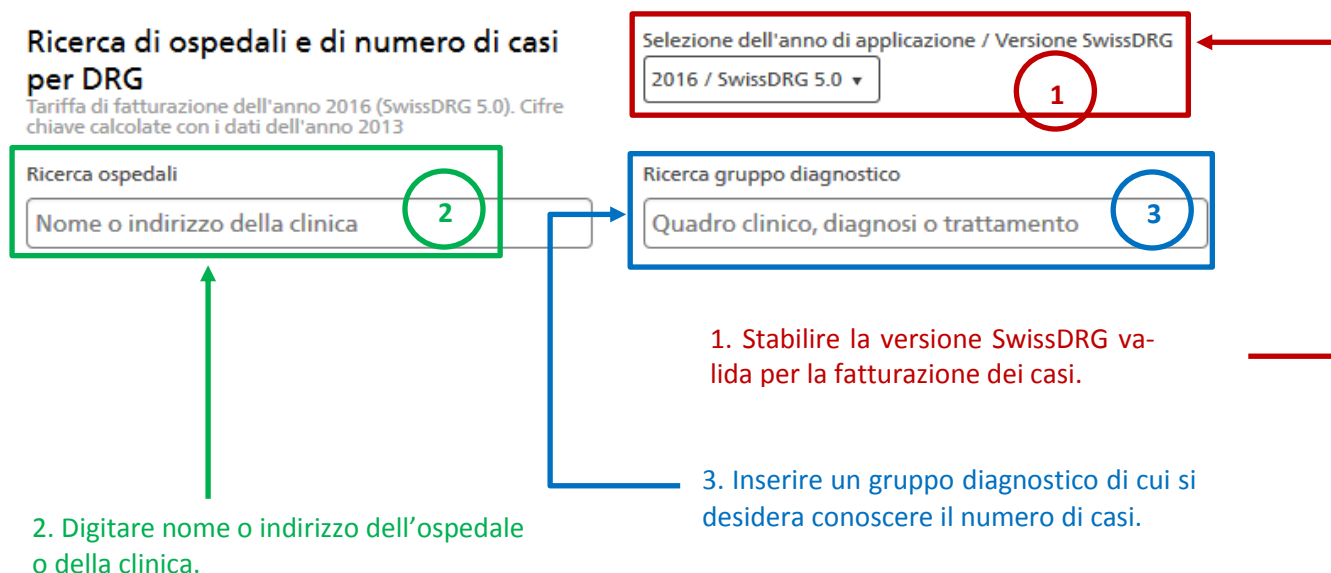 Ricerca di ospedali e di numero di casi
per DRG
Tariffa di fatturazione dell'anno 2016 (SwissDRG 5.0). Cifre
chiave calcolate con i dati dell'anno 2013
Selezione dell'anno di applicazione / Versione SwissDRG
2016 / SwissDRG 5.0
1
Ricerca ospedali
Nome o indirizzo della clinica
2
Ricerca gruppo diagnostico
Quadro clinico, diagnosi o trattamento
3
1. Stabilire la versione SwissDRG va-
lida per la fatturazione dei casi.
3. Inserire un gruppo diagnostico di cui si
desidera conoscere il numero di casi.
2. Digitare nome o indirizzo dell’ospedale
o della clinica.